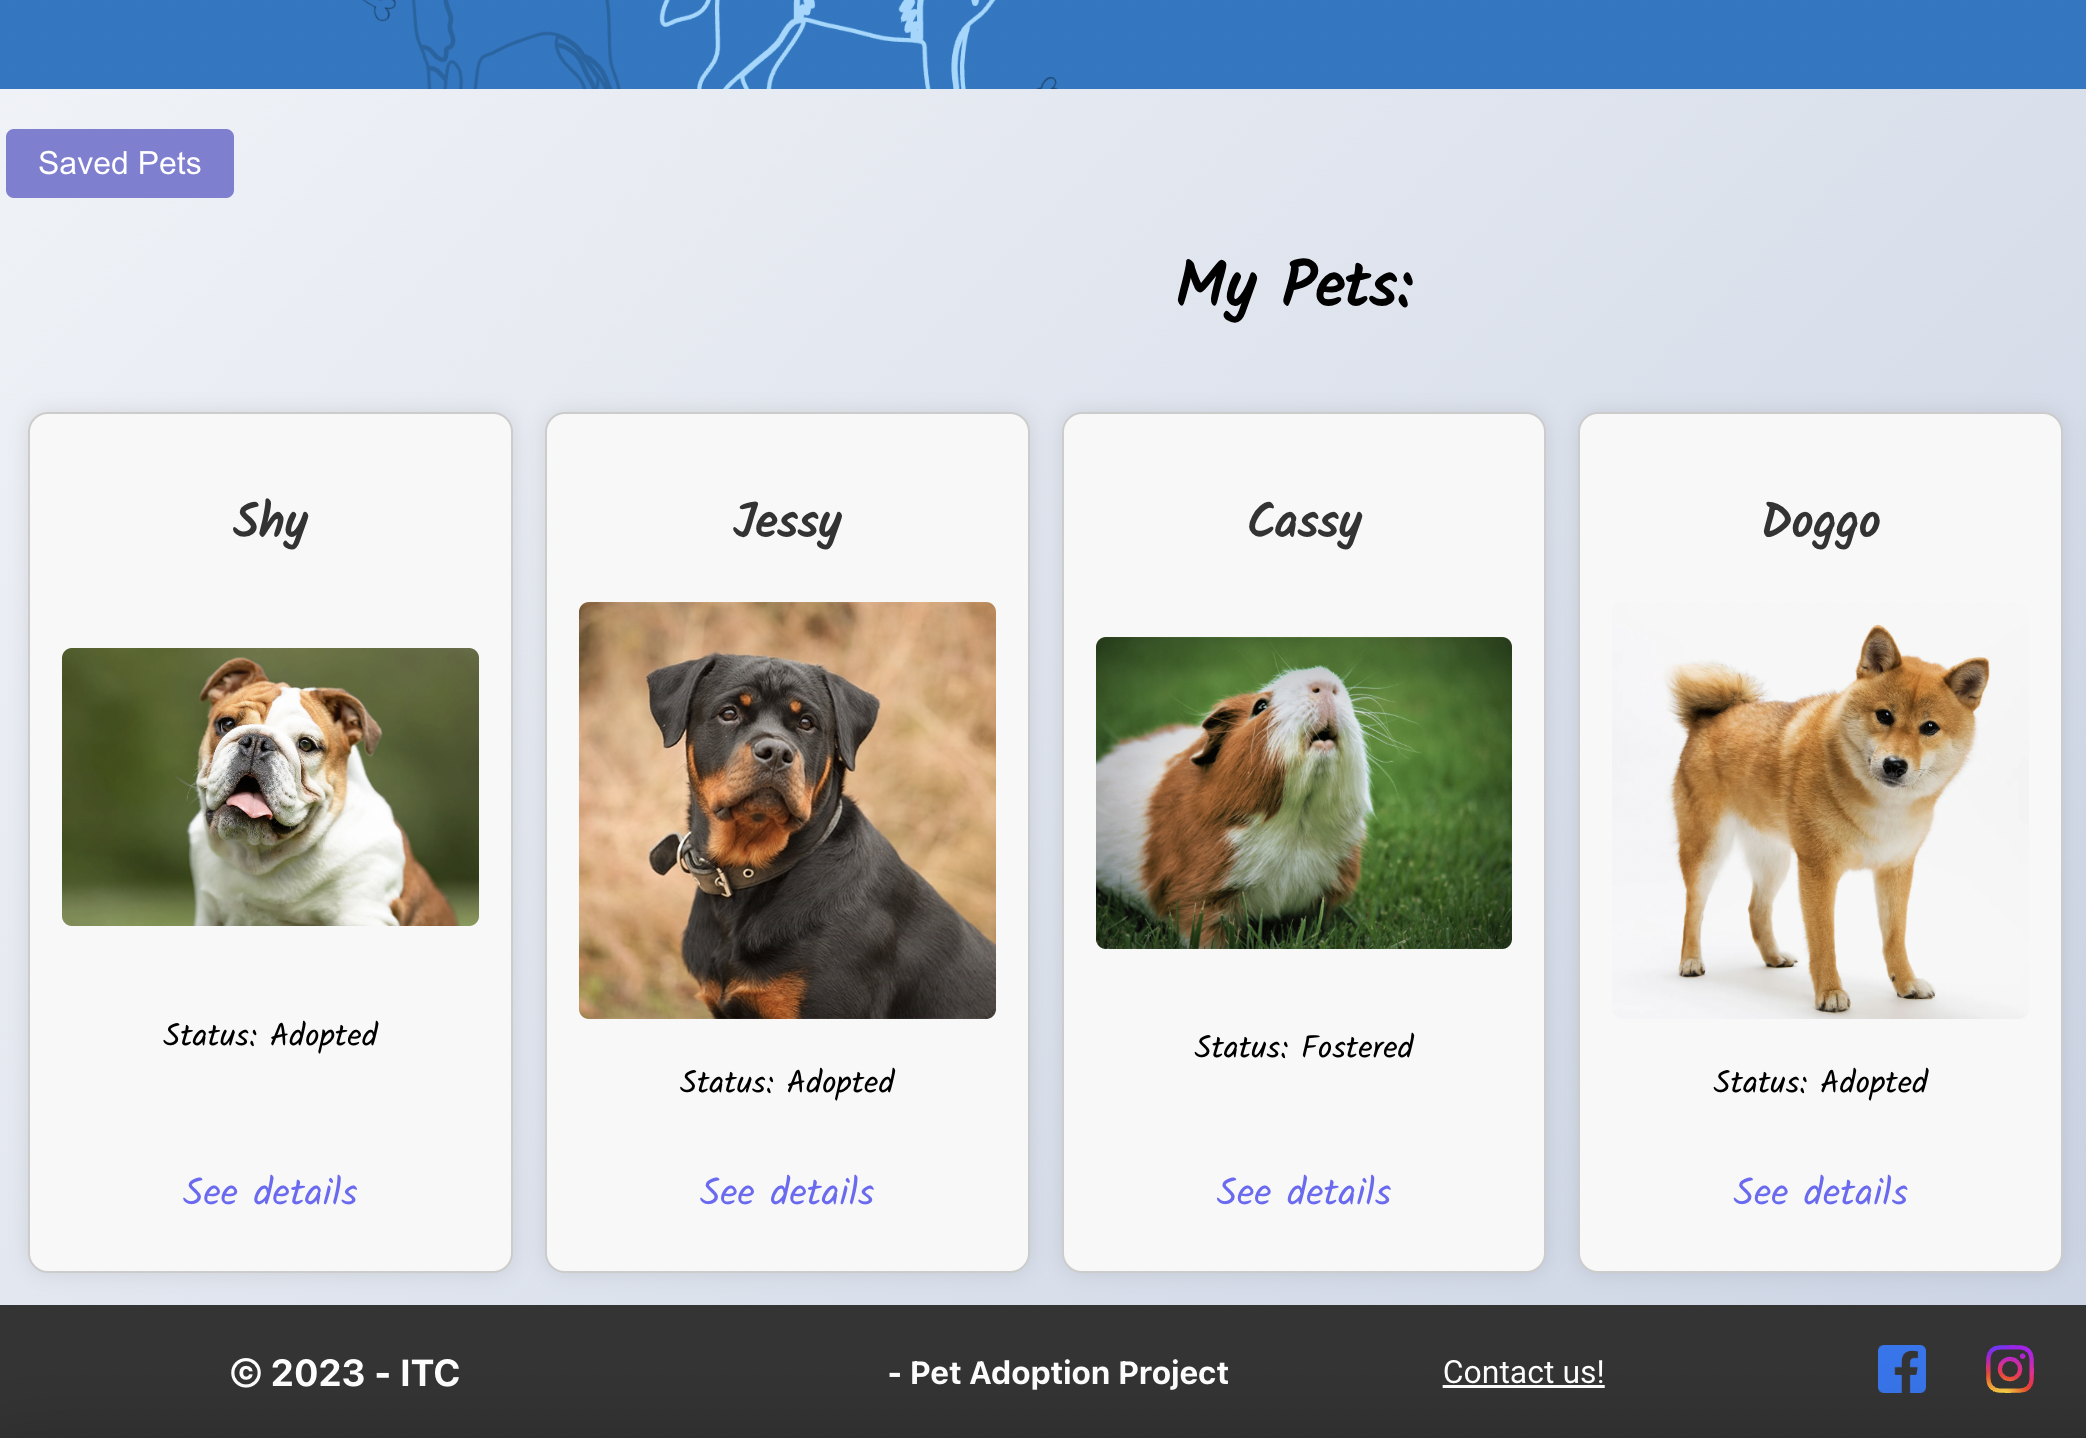 Saved Pets
My Pets:
Shy
Status: Adopted
See details
Jessy
Status: Adopted
See details
Cassy
Status: Fostered
See details
Doggo
Status: Adopted
See details
© 2023 - ITC
- Pet Adoption Project
Contact us!